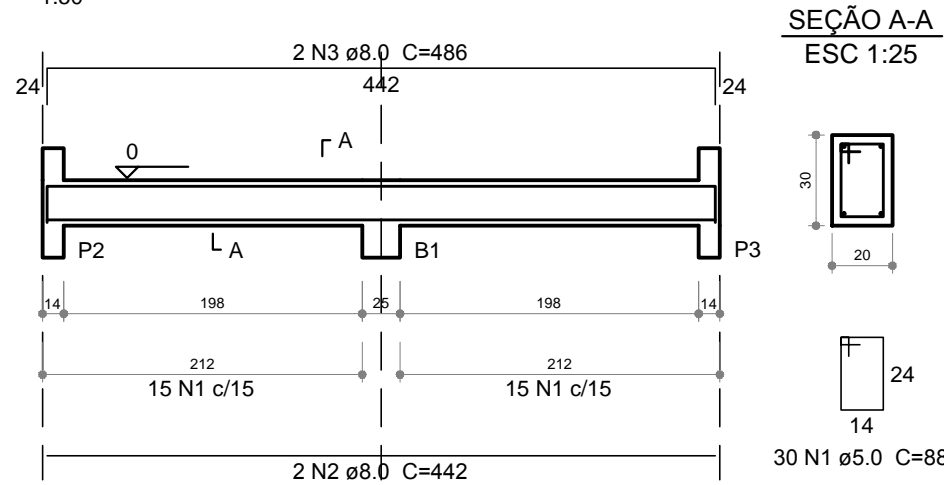 SEÇÃO A-A
ESC 1:25
2 N3 ø8.0 C=486
24 442 24
A
0
30
A
P2 B1 P3
20
14 198 25 198 14
212 212
15 N1 c/15 15 N1 c/15
24
14
2 N2 ø8.0 C=442
30 N1 ø5.0 C=88